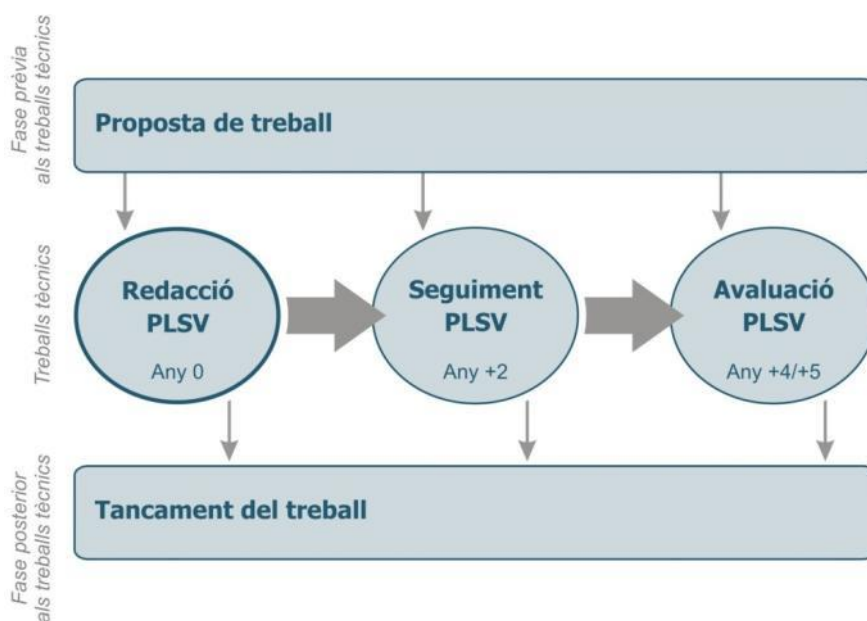 Fase prèvia
als treballs tècnics
Proposta de treball
Treballs tècnics
Redacció
PLSV
Any 0
Seguiment
PLSV
Any +2
Avaluació
PLSV
Any +4/+5
Fase posterior
als treballs tècnics
Tancament del treball